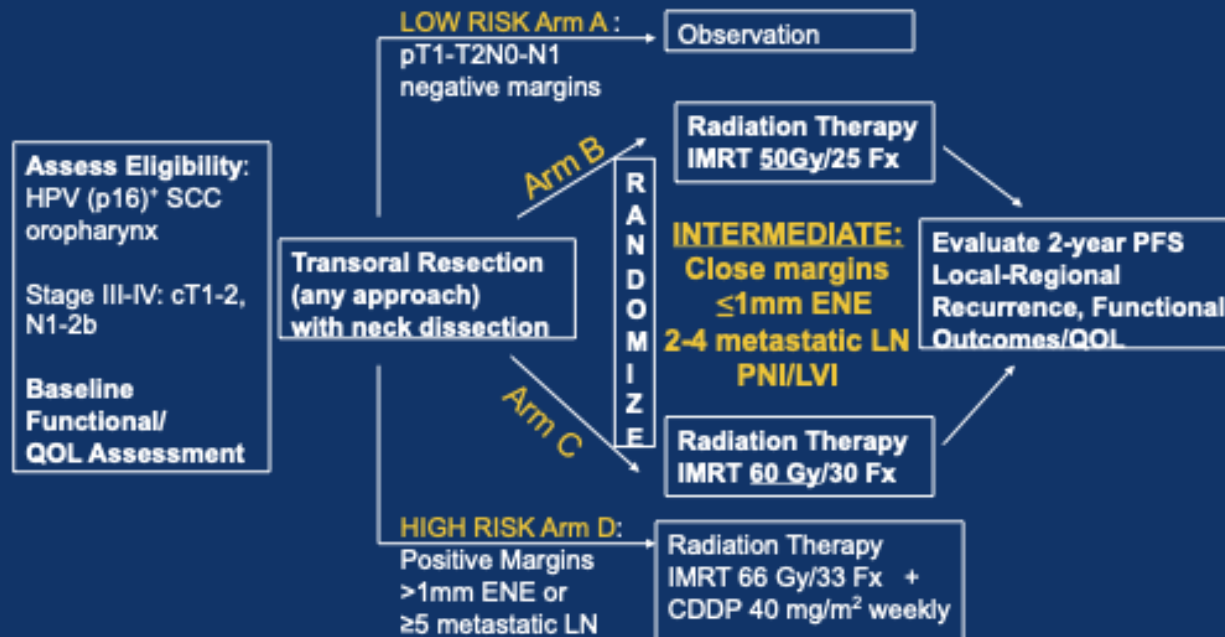 LOW RISK Arm A :
pT1-T2N0-N1
negative margins
Observation
Assess Eligibility:
HPV (p16)⁺ SCC
oropharynx
Stage III-IV: cT1-2,
N1-2b
Baseline
Functional/
QOL Assessment
Transoral Resection
(any approach)
with neck dissection
Arm B
Arm C
RANDOMIZE
Radiation Therapy
IMRT 50Gy/25 Fx
INTERMEDIATE:
Close margins
≤1mm ENE
2-4 metastatic LN
PNI/LVI
Radiation Therapy
IMRT 60 Gy/30 Fx
Evaluate 2-year PFS
Local-Regional
Recurrence, Functional
Outcomes/QOL
HIGH RISK Arm D:
Positive Margins
>1mm ENE or
≥5 metastatic LN
Radiation Therapy
IMRT 66 Gy/33 Fx +
CDDP 40 mg/m² weekly